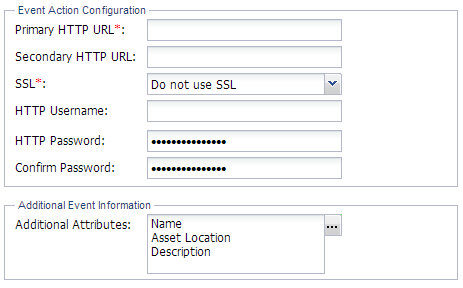 Event Action Configuration
Primary HTTP URL*:
Secondary HTTP URL:
SSL*: Do not use SSL
HTTP Username:
HTTP Password: •••••••••••••••
Confirm Password: •••••••••••••••
Additional Event Information
Additional Attributes: Name ...
Asset Location
Description